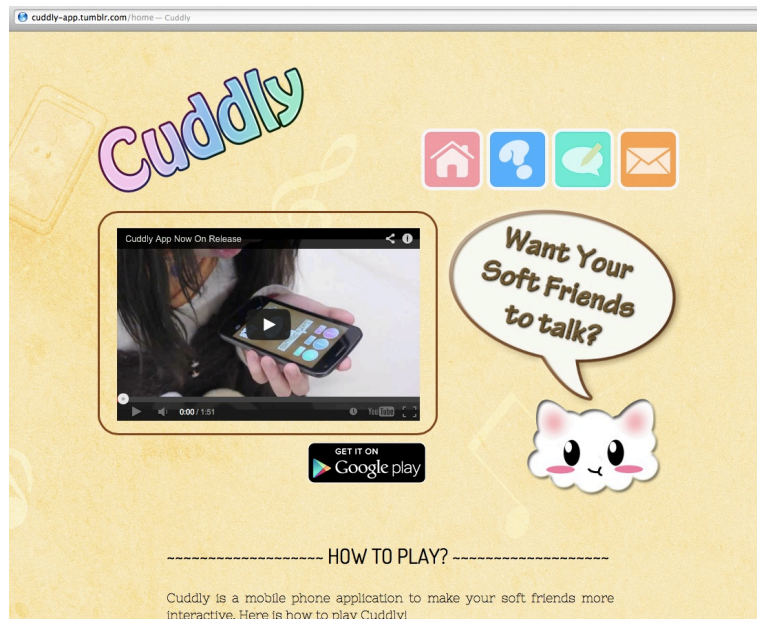 cuddly-app.tumblr.com/home — Cuddly
Cuddly
Cuddly App Now On Release
Want Your
Soft Friends
to talk?
0:00 / 1:51
YouTube
GET IT ON
Google play
~~~~~~~~~~~~~~~~~~~ HOW TO PLAY? ~~~~~~~~~~~~~~~~~~~
Cuddly is a mobile phone application to make your soft friends more
interactive. Here is how to play Cuddly!